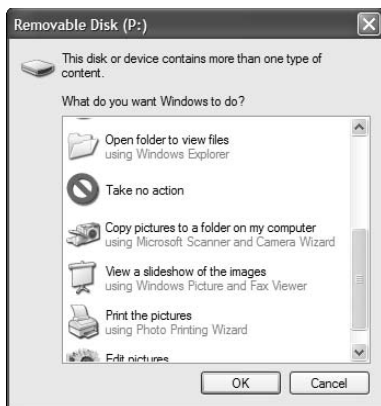 Removable Disk (P:)
This disk or device contains more than one type of
content.
What do you want Windows to do?
Open folder to view files
using Windows Explorer
Take no action
Copy pictures to a folder on my computer
using Microsoft Scanner and Camera Wizard
View a slideshow of the images
using Windows Picture and Fax Viewer
Print the pictures
using Photo Printing Wizard
Edit pictures
OK
Cancel